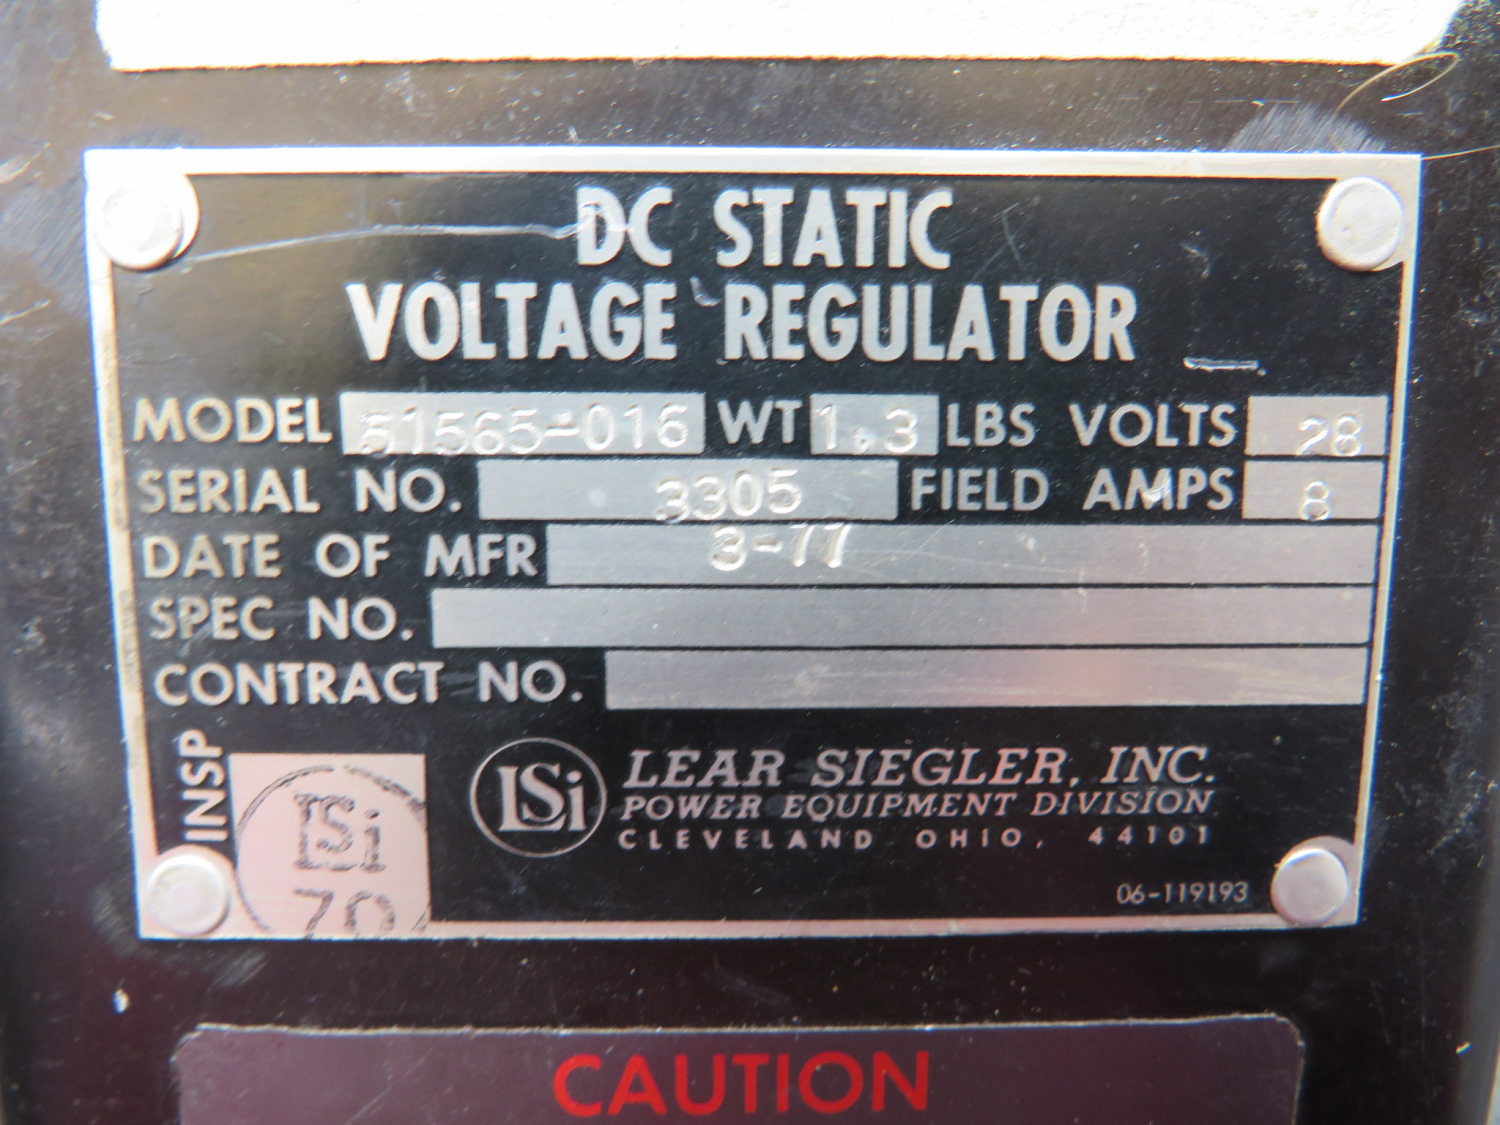 DC STATIC
VOLTAGE REGULATOR
MODEL 51565-016 WT 1.3 LBS VOLTS 28
SERIAL NO. 3305 FIELD AMPS 8
DATE OF MFR 3-77
SPEC NO.
CONTRACT NO.
INSP
LSi
LSi LEAR SIEGLER, INC.
POWER EQUIPMENT DIVISION
CLEVELAND OHIO, 44101
06-119193
CAUTION